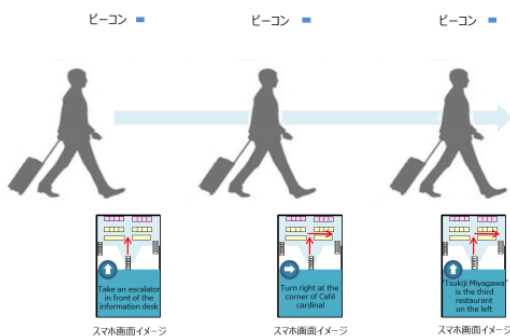 ビーコン
ビーコン
ビーコン
Take an escalator
in front of the
information desk
Turn right at the
corner of Café
cardinal
"Tsukiji Miyagawa"
is the third
restaurant
on the left
スマホ画面イメージ
スマホ画面イメージ
スマホ画面イメージ